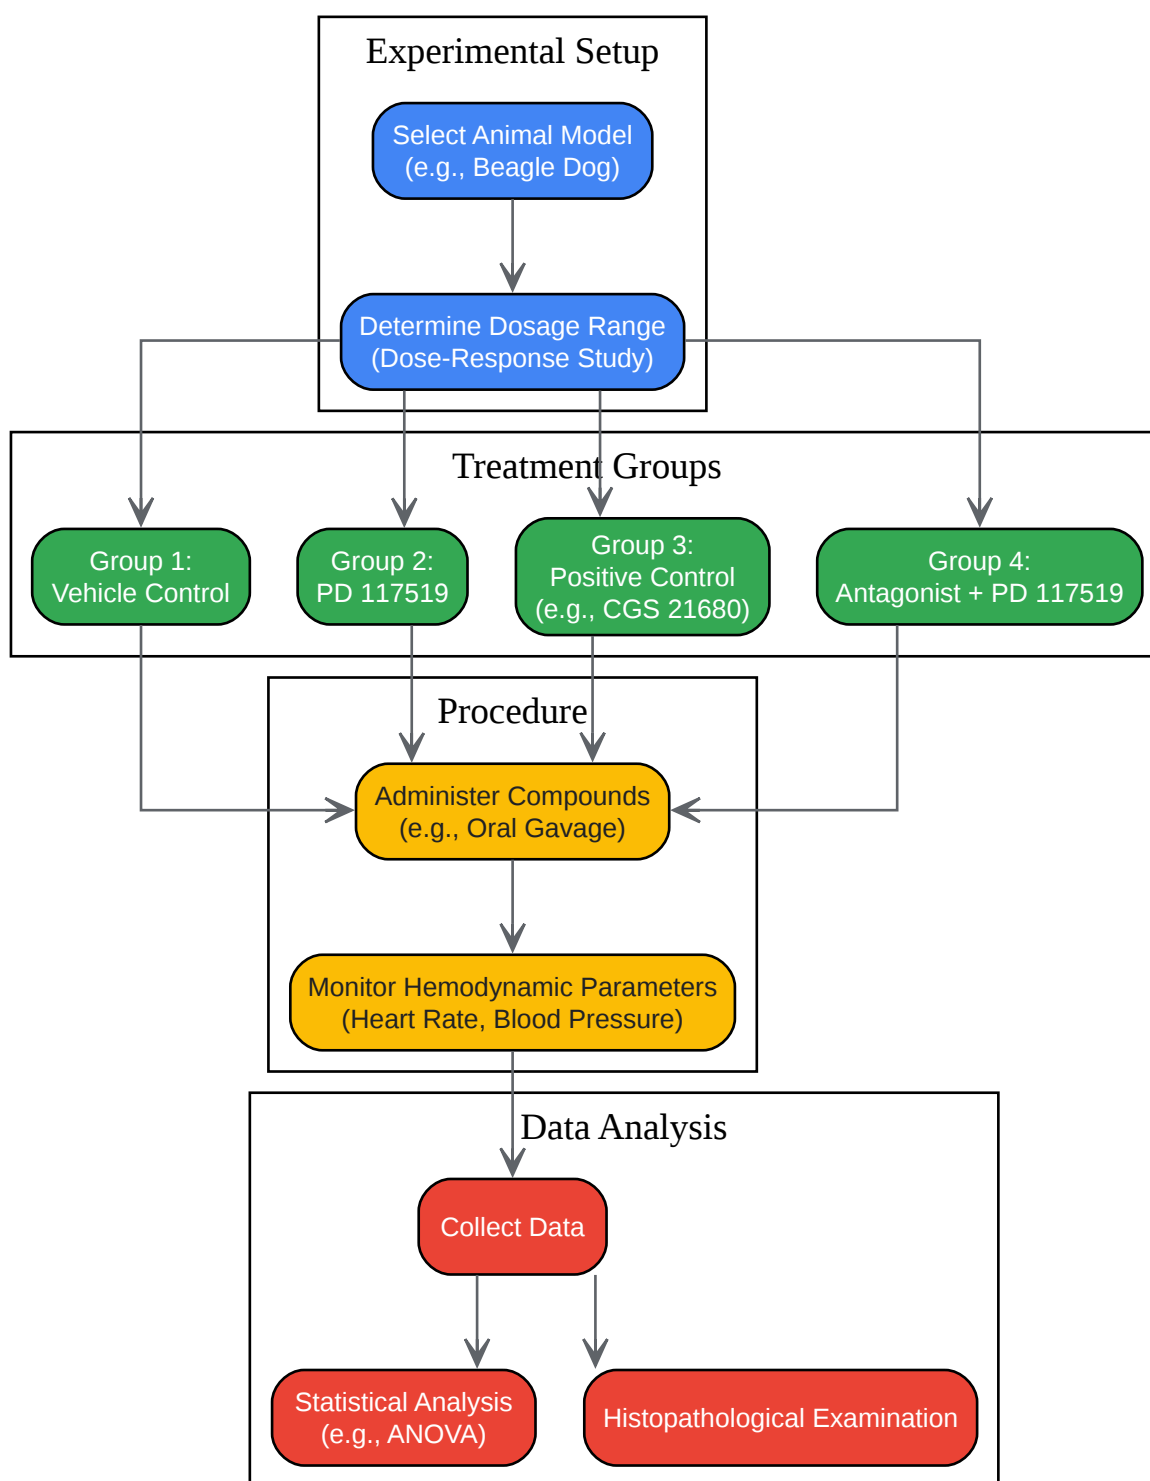 Experimental Setup
Select Animal Model
(e.g., Beagle Dog)
Determine Dosage Range
(Dose-Response Study)
Treatment Groups
Group 1:
Vehicle Control
Group 2:
PD 117519
Group 3:
Positive Control
(e.g., CGS 21680)
Group 4:
Antagonist + PD 117519
Procedure
Administer Compounds
(e.g., Oral Gavage)
Monitor Hemodynamic Parameters
(Heart Rate, Blood Pressure)
Data Analysis
Collect Data
Statistical Analysis
(e.g., ANOVA)
Histopathological Examination